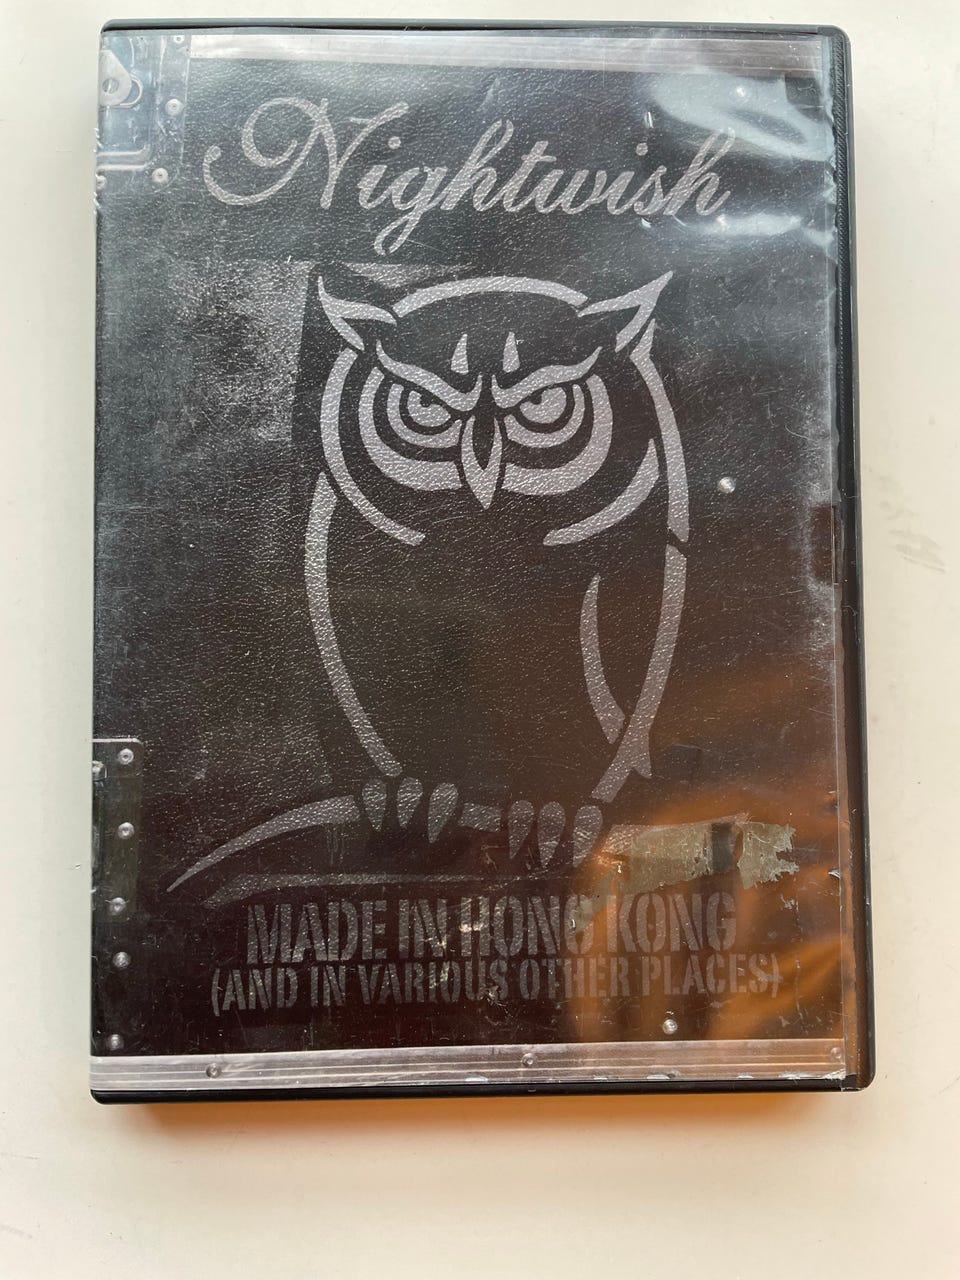 Nightwish
MADE IN HONG KONG
(AND IN VARIOUS OTHER PLACES)